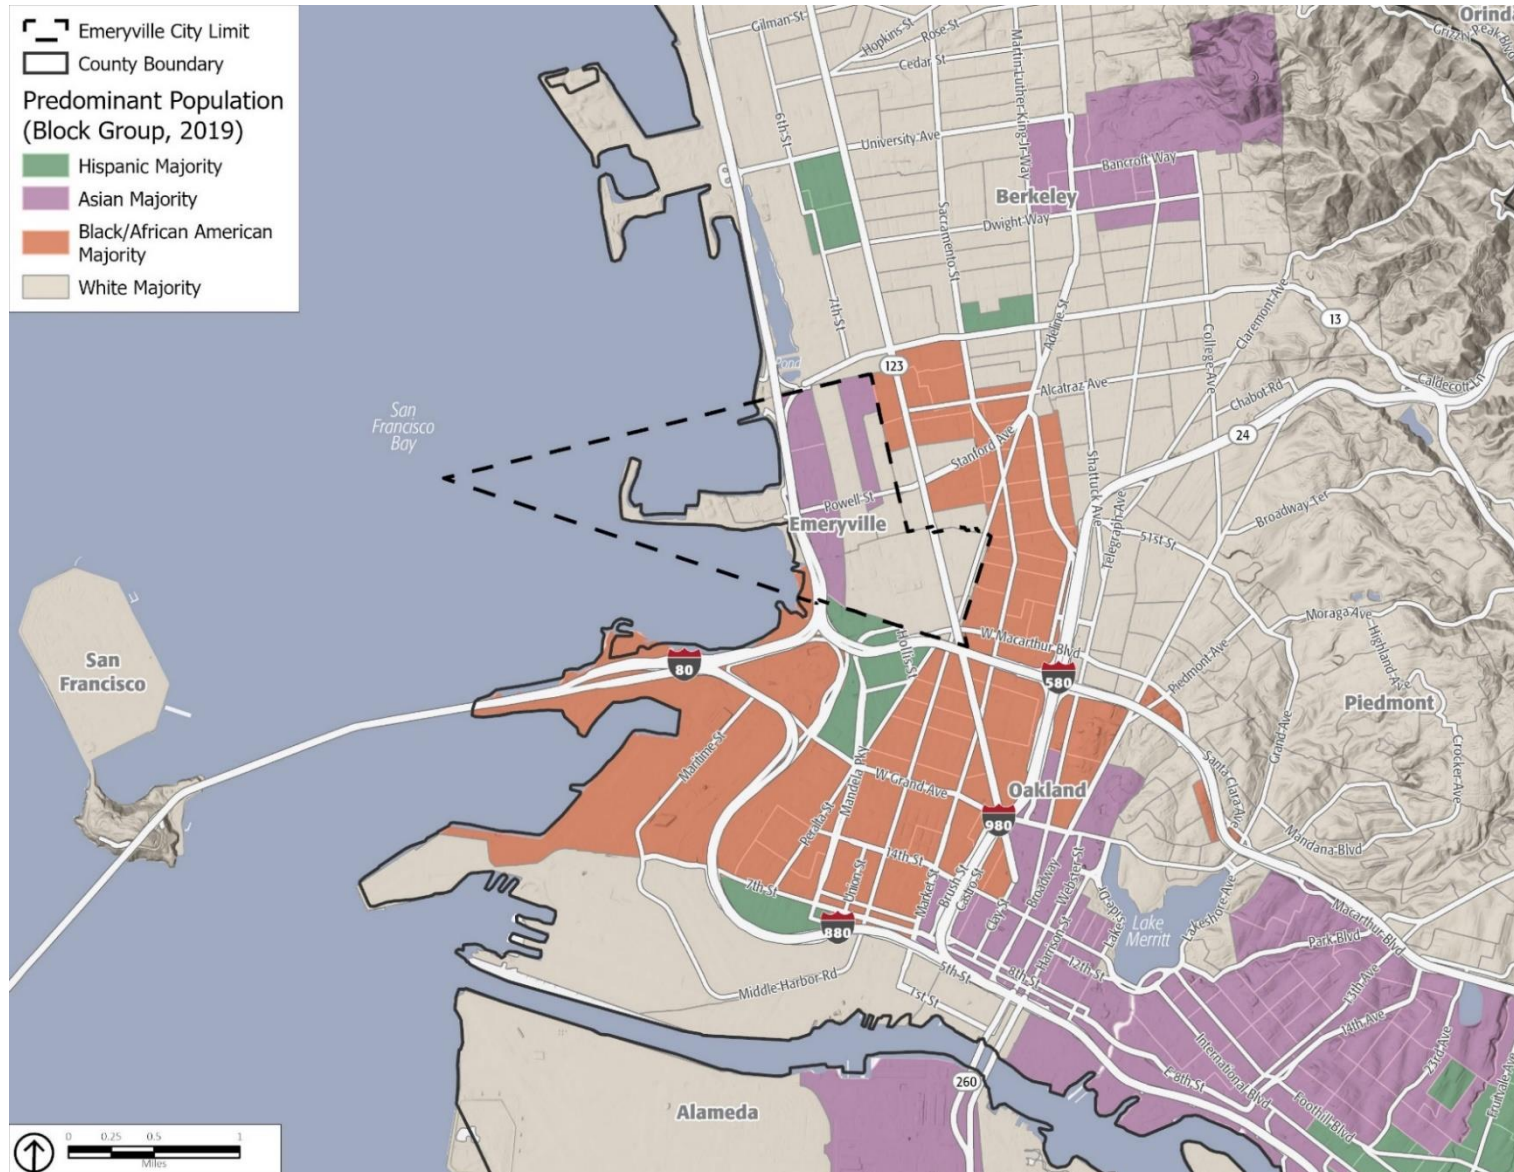 Emeryville City Limit
County Boundary
Predominant Population
(Block Group, 2019)
Hispanic Majority
Asian Majority
Black/African American
Majority
White Majority
Gilman St
Hopkins St
Rose St
Cedar St
Martin Luther King Jr Way
Grizzly Peak Blvd
6th St
University Ave
Bancroft Way
Berkeley
Dwight Way
Sacramento St
7th St
Adeline St
College Ave
Claremont Ave
13
123
Alcatraz Ave
Chabot Rd
Caldecott Ln
24
San
Francisco
Bay
Stanford Ave
Shattuck Ave
Telegraph Ave
Broadway Ter
Powell St
Emeryville
51st St
Moraga Ave
Highland Ave
Hollis St
W Macarthur Blvd
Piedmont Ave
San
Francisco
80
580
Grand Ave
Piedmont
Crocker Ave
Maritime St
Mandela Pky
W Grand Ave
Oakland
Santa Clara Ave
Peralta St
980
Mandana Blvd
14th St
Union St
Market St
Brush St
Castro St
Clay St
Broadway
Webster St
Harrison St
7th St
880
Lake
Merritt
Lakeshore Ave
Macarthur Blvd
Park Blvd
12th St
8th St
5th St
1st St
Middle Harbor Rd
13th Ave
14th Ave
23rd Ave
International Blvd
E 8th St
Foothill Blvd
Fruitvale Ave
260
Alameda
0 0.25 0.5 1
Miles